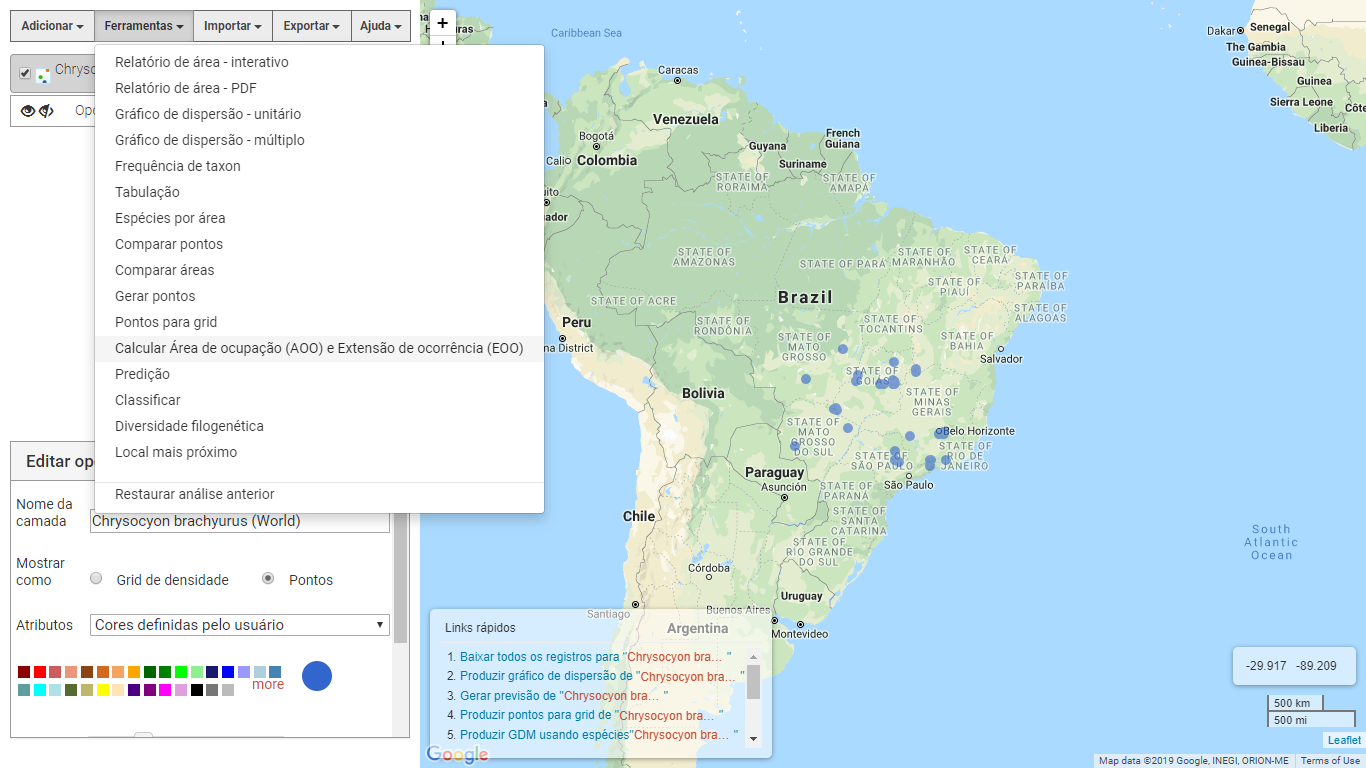 Adicionar
Ferramentas
Importar
Exportar
Ajuda
Relatório de área - interativo
Relatório de área - PDF
Gráfico de dispersão - unitário
Gráfico de dispersão - múltiplo
Frequência de taxon
Tabulação
Espécies por área
Comparar pontos
Comparar áreas
Gerar pontos
Pontos para grid
Calcular Área de ocupação (AOO) e Extensão de ocorrência (EOO)
Predição
Classificar
Diversidade filogenética
Local mais próximo
Restaurar análise anterior
Nome da
camada
Chrysocyon brachyurus (World)
Mostrar
como
Grid de densidade
Pontos
Atributos
Cores definidas pelo usuário
more
+
Caribbean Sea
Caracas
Venezuela
Bogotá
Colombia
Cali
Guyana
Suriname
French
Guiana
STATE OF
RORAIMA
STATE OF
AMAPÁ
STATE OF
AMAZONAS
STATE OF PARÁ
STATE OF
MARANHÃO
STATE OF
CEARÁ
STATE OF
PARAÍBA
STATE OF
PIAUÍ
STATE OF
ALAGOAS
Brazil
STATE OF ACRE
STATE OF
RONDÔNIA
STATE OF
TOCANTINS
STATE OF
MATO
GROSSO
STATE OF
BAHIA
Salvador
Peru
STATE OF
GOIÁS
STATE OF
MINAS
GERAIS
Bolivia
STATE OF
MATO
GROSSO
DO SUL
Belo Horizonte
STATE OF
RIO DE
JANEIRO
STATE OF
SÃO PAULO
São Paulo
Paraguay
Asunción
STATE OF
PARANÁ
STATE OF
SANTA
CATARINA
STATE OF
RIO GRANDE
DO SUL
Chile
Córdoba
Uruguay
Santiago
Buenos Aires
Montevideo
Argentina
South
Atlantic
Ocean
Dakar
Senegal
The Gambia
Guinea-Bissau
Guinea
Sierra Leone
Liberia
Links rápidos
1. Baixar todos os registros para "Chrysocyon bra... "
2. Produzir gráfico de dispersão de "Chrysocyon bra... "
3. Gerar previsão de "Chrysocyon bra... "
4. Produzir pontos para grid de "Chrysocyon bra... "
5. Produzir GDM usando espécies"Chrysocyon bra... "
Google
-29.917 -89.209
500 km
500 mi
Leaflet
Map data ©2019 Google, INEGI, ORION-ME
Terms of Use